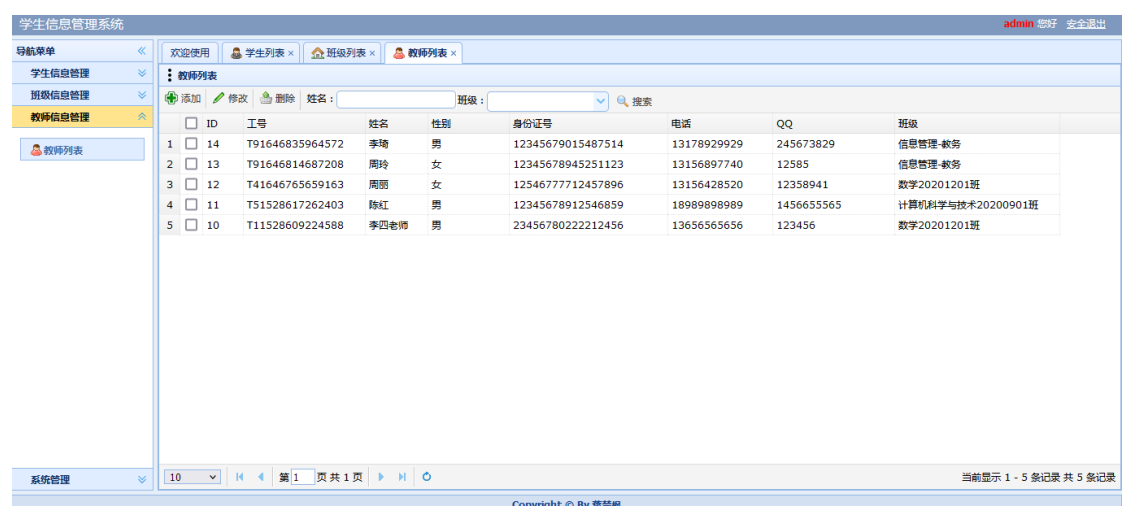 学生信息管理系统 admin 您好 安全退出
导航菜单 欢迎使用 学生列表 班级列表 教师列表
学生信息管理 教师列表
班级信息管理 添加 修改 删除 姓名： 班级： 搜索
教师信息管理 ID 工号 姓名 性别 身份证号 电话 QQ 班级
教师列表
1 14 T91646835964572 李琦 男 12345679015487514 13178929929 245673829 信息管理-教务
2 13 T91646814687208 周玲 女 12345678945251123 13156897740 12585 信息管理-教务
3 12 T41646765659163 周丽 女 12546777712457896 13156428520 12358941 数学20201201班
4 11 T51528617262403 陈红 男 12345678912546859 18989898989 1456655565 计算机科学与技术20200901班
5 10 T11528609224588 李四老师 男 23456780222212456 13656565656 123456 数学20201201班
系统管理 10 第 1 页 共 1 页 当前显示 1 - 5 条记录 共 5 条记录
Copyright © By